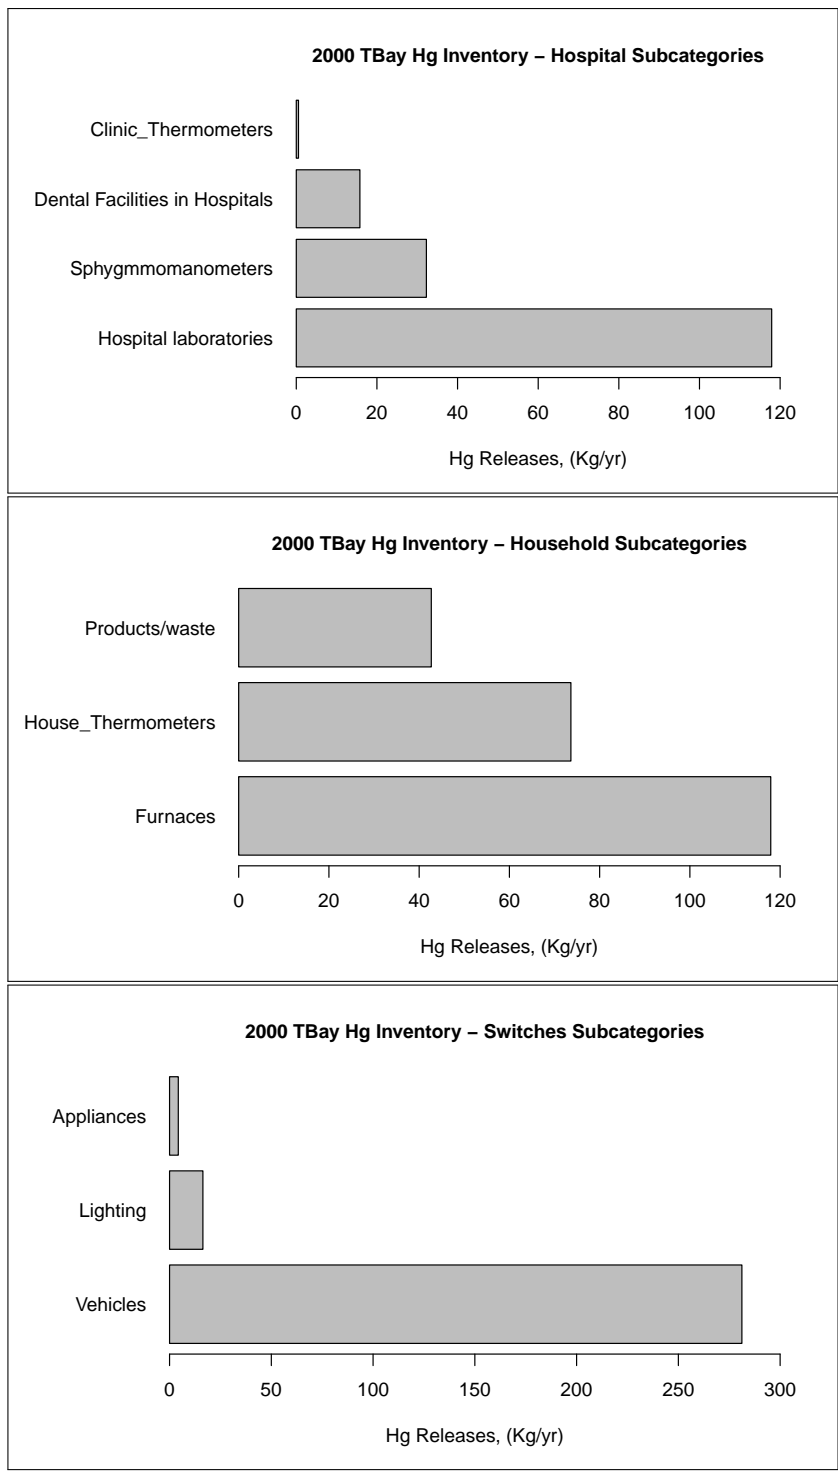 2000 TBay Hg Inventory – Hospital Subcategories
Clinic_Thermometers
Dental Facilities in Hospitals
Sphygmmomanometers
Hospital laboratories
0 20 40 60 80 100 120
Hg Releases, (Kg/yr)
2000 TBay Hg Inventory – Household Subcategories
Products/waste
House_Thermometers
Furnaces
0 20 40 60 80 100 120
Hg Releases, (Kg/yr)
2000 TBay Hg Inventory – Switches Subcategories
Appliances
Lighting
Vehicles
0 50 100 150 200 250 300
Hg Releases, (Kg/yr)